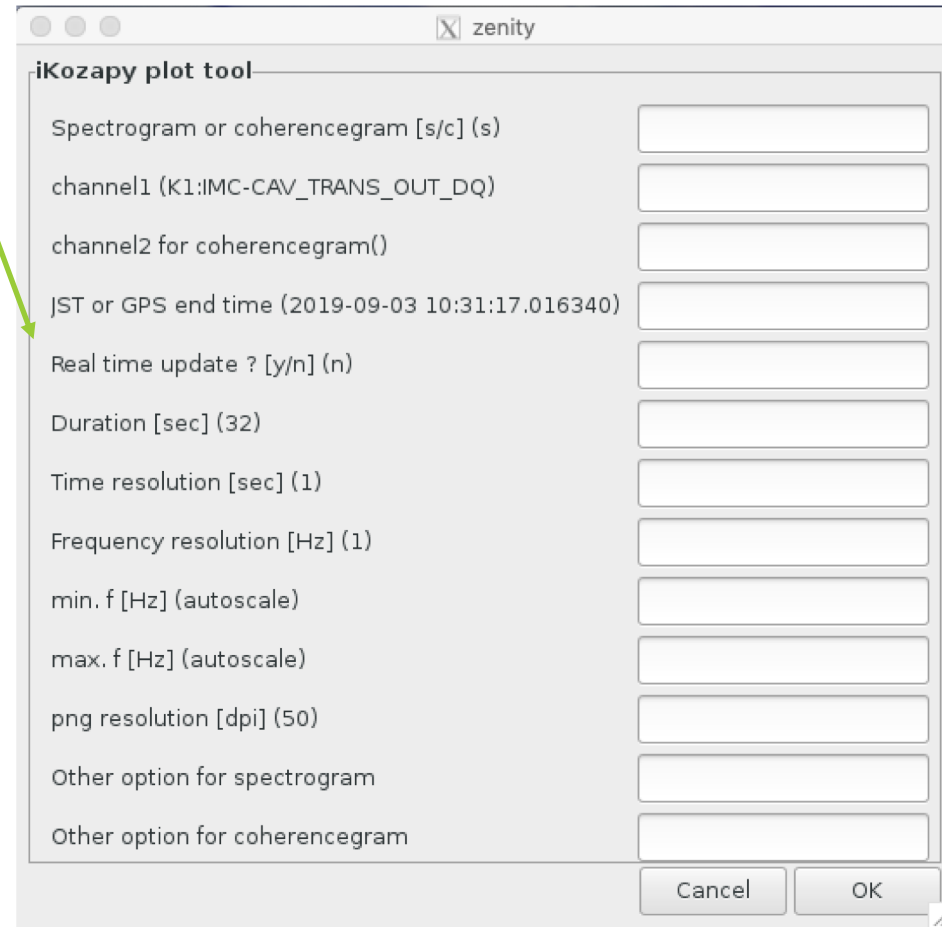 zenity
iKozapy plot tool
Spectrogram or coherencegram [s/c] (s)
channel1 (K1:IMC-CAV_TRANS_OUT_DQ)
channel2 for coherencegram()
JST or GPS end time (2019-09-03 10:31:17.016340)
Real time update ? [y/n] (n)
Duration [sec] (32)
Time resolution [sec] (1)
Frequency resolution [Hz] (1)
min. f [Hz] (autoscale)
max. f [Hz] (autoscale)
png resolution [dpi] (50)
Other option for spectrogram
Other option for coherencegram
Cancel OK